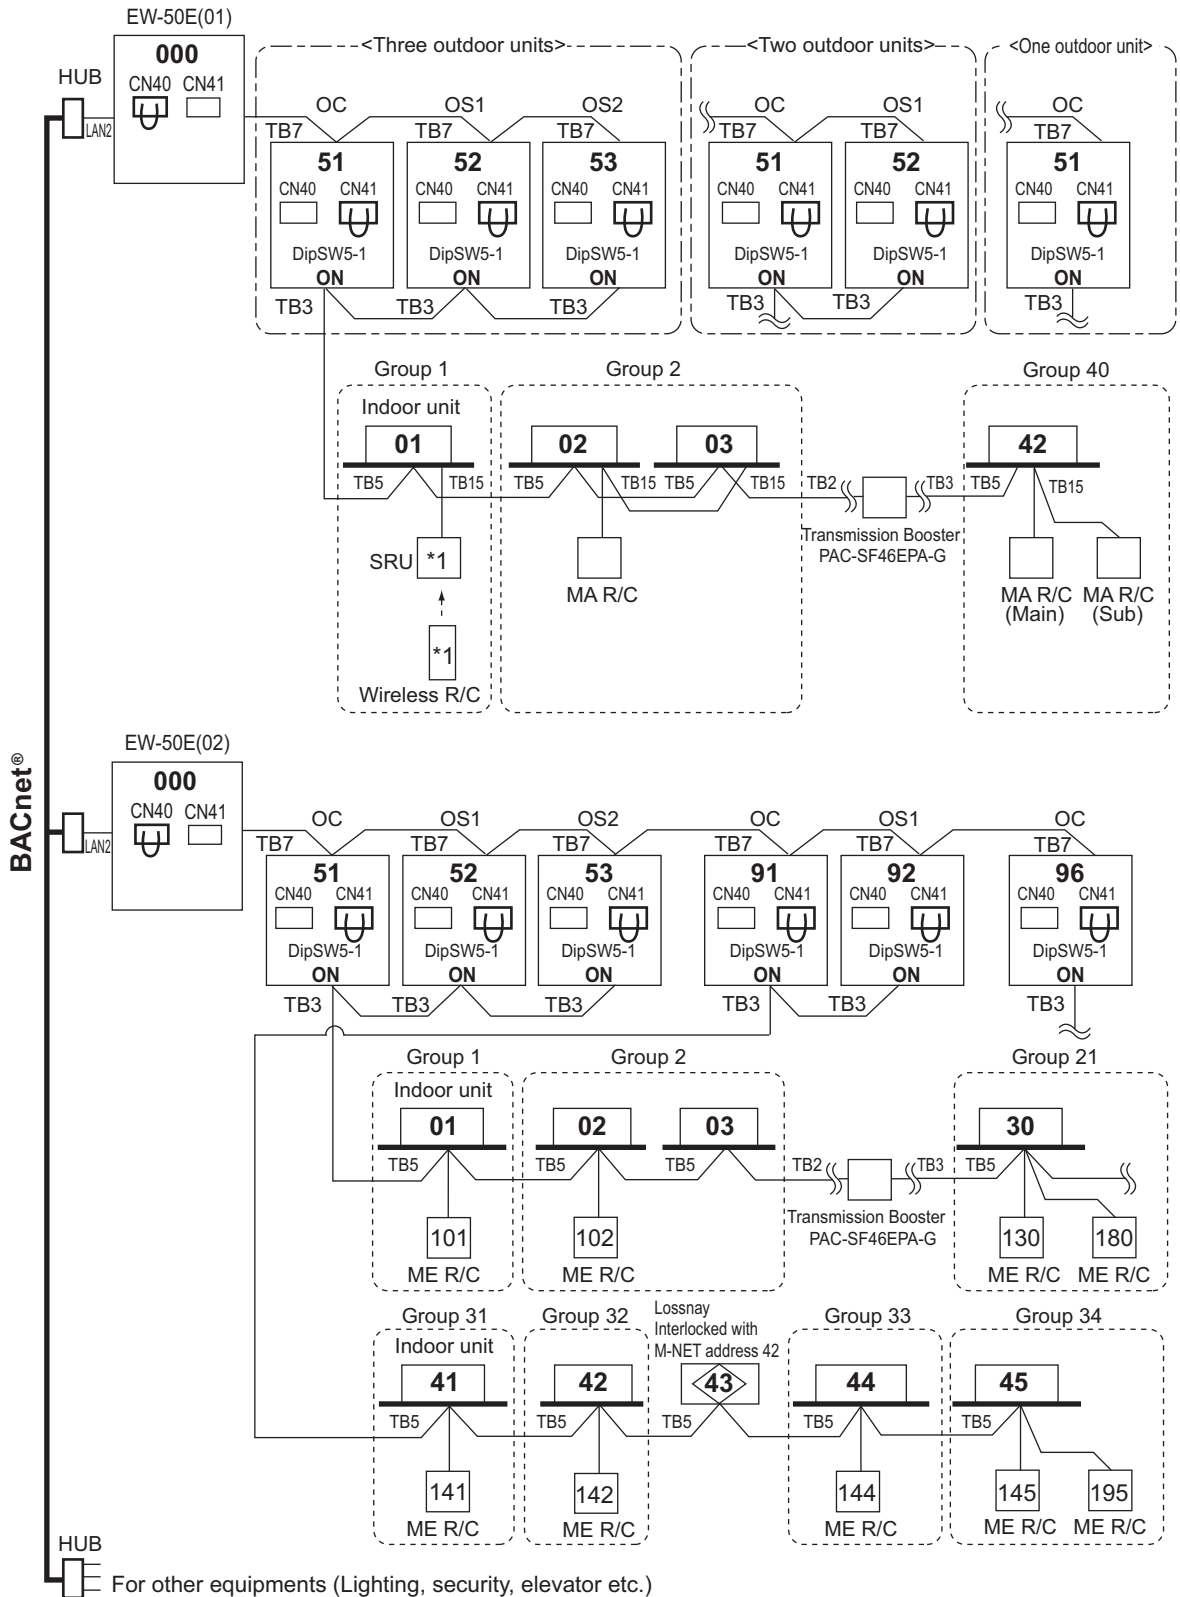 EW-50E(01)
000
CN40 CN41
HUB
LAN2
<Three outdoor units>
<Two outdoor units>
<One outdoor unit>
OC OS1 OS2 OC OS1 OC
TB7 TB7 TB7 TB7 TB7 TB7
51 52 53 51 52 51
CN40 CN41 CN40 CN41 CN40 CN41 CN40 CN41 CN40 CN41 CN40 CN41
DipSW5-1 DipSW5-1 DipSW5-1 DipSW5-1 DipSW5-1 DipSW5-1
ON ON ON ON ON ON
TB3 TB3 TB3 TB3 TB3 TB3
Group 1 Group 2 Group 40
Indoor unit
01 02 03 42
TB5 TB15 TB5 TB15 TB5 TB15 TB2 TB3 TB5 TB15
Transmission Booster
PAC-SF46EPA-G
SRU *1
MA R/C
MA R/C
(Main)
MA R/C
(Sub)
*1
Wireless R/C
BACnet®
EW-50E(02)
000
CN40 CN41
LAN2
OC OS1 OS2 OC OS1 OC
TB7 TB7 TB7 TB7 TB7 TB7
51 52 53 91 92 96
CN40 CN41 CN40 CN41 CN40 CN41 CN40 CN41 CN40 CN41 CN40 CN41
DipSW5-1 DipSW5-1 DipSW5-1 DipSW5-1 DipSW5-1 DipSW5-1
ON ON ON ON ON ON
TB3 TB3 TB3 TB3 TB3 TB3
Group 1 Group 2 Group 21
Indoor unit
01 02 03 30
TB5 TB5 TB5 TB2 TB3 TB5
Transmission Booster
PAC-SF46EPA-G
101 102 130 180
ME R/C ME R/C ME R/C ME R/C
Group 31 Group 32
Lossnay
Interlocked with
M-NET address 42
Group 33 Group 34
Indoor unit
41 42 43 44 45
TB5 TB5 TB5 TB5 TB5
141 142 144 145 195
ME R/C ME R/C ME R/C ME R/C ME R/C
HUB
For other equipments (Lighting, security, elevator etc.)